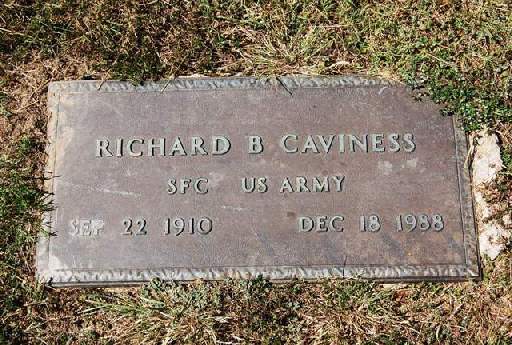 RICHARD B CAVINESS
SFC US ARMY
SEP 22 1910 DEC 18 1988